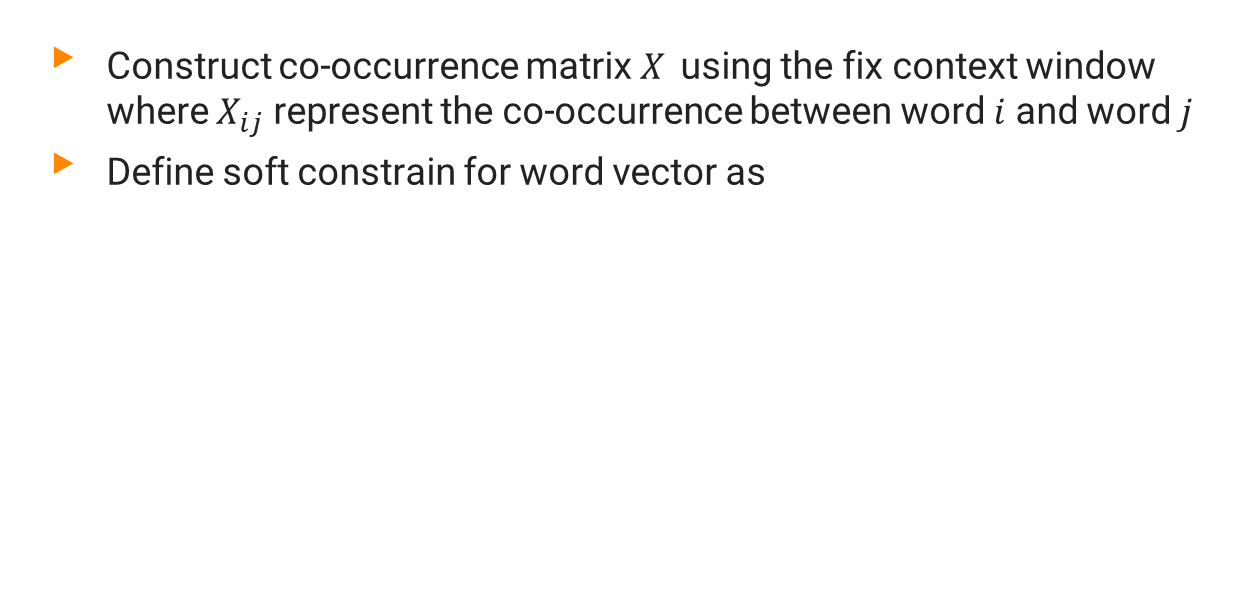 Construct co-occurrence matrix X using the fix context window
where Xij represent the co-occurrence between word i and word j
Define soft constrain for word vector as